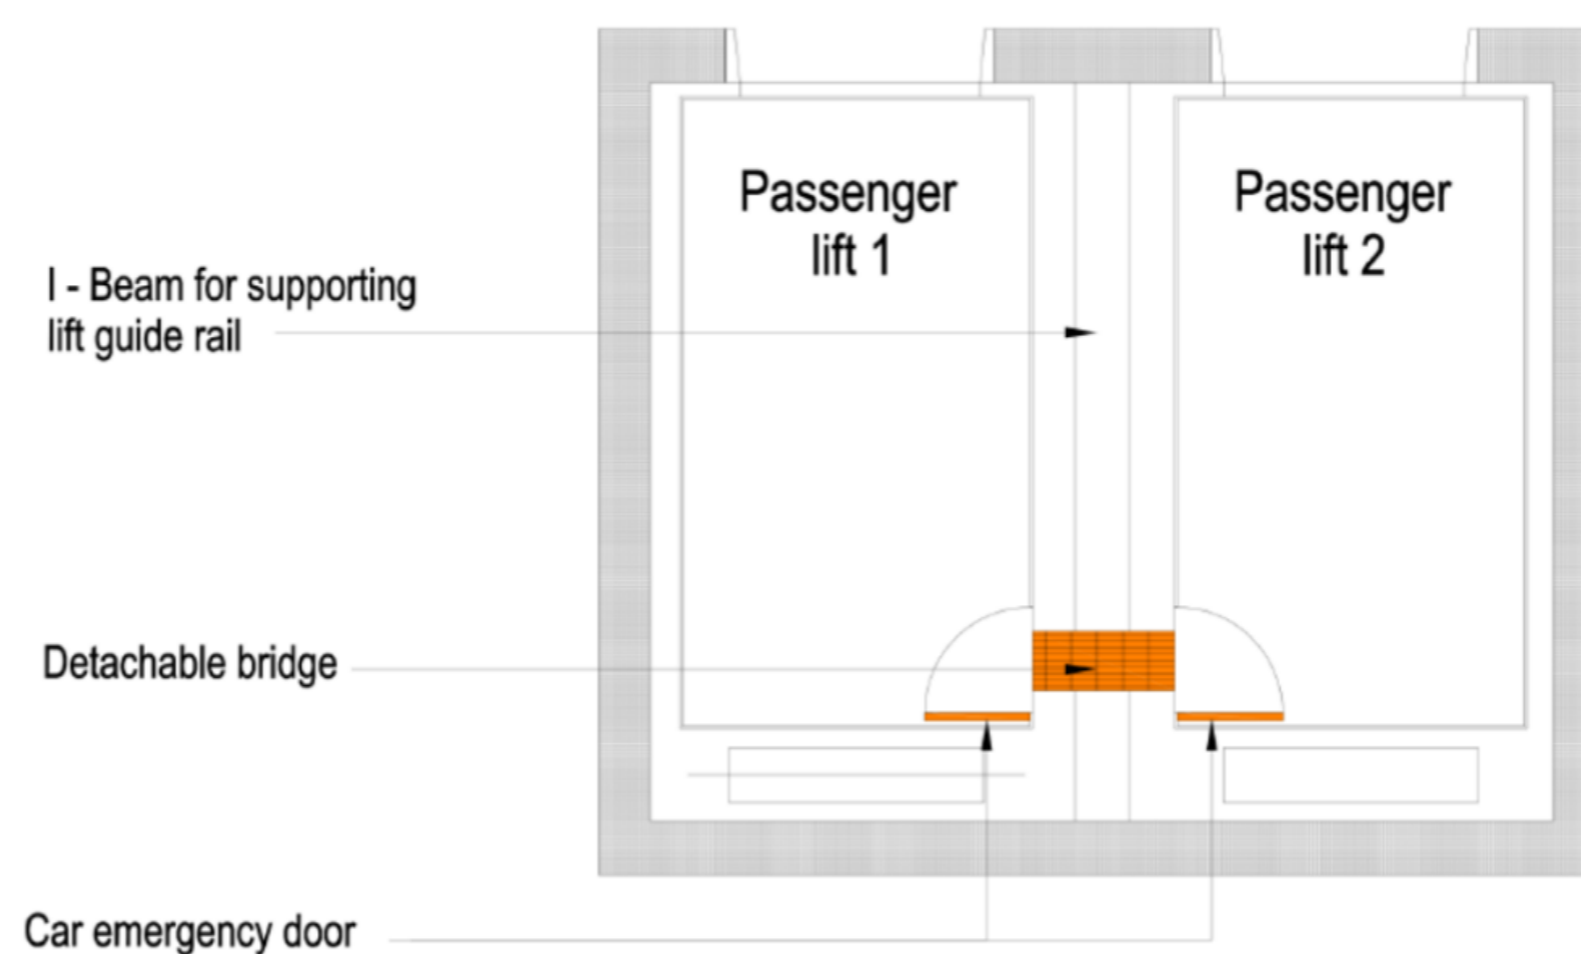 Passenger
lift 1
Passenger
lift 2
I - Beam for supporting
lift guide rail
Detachable bridge
Car emergency door